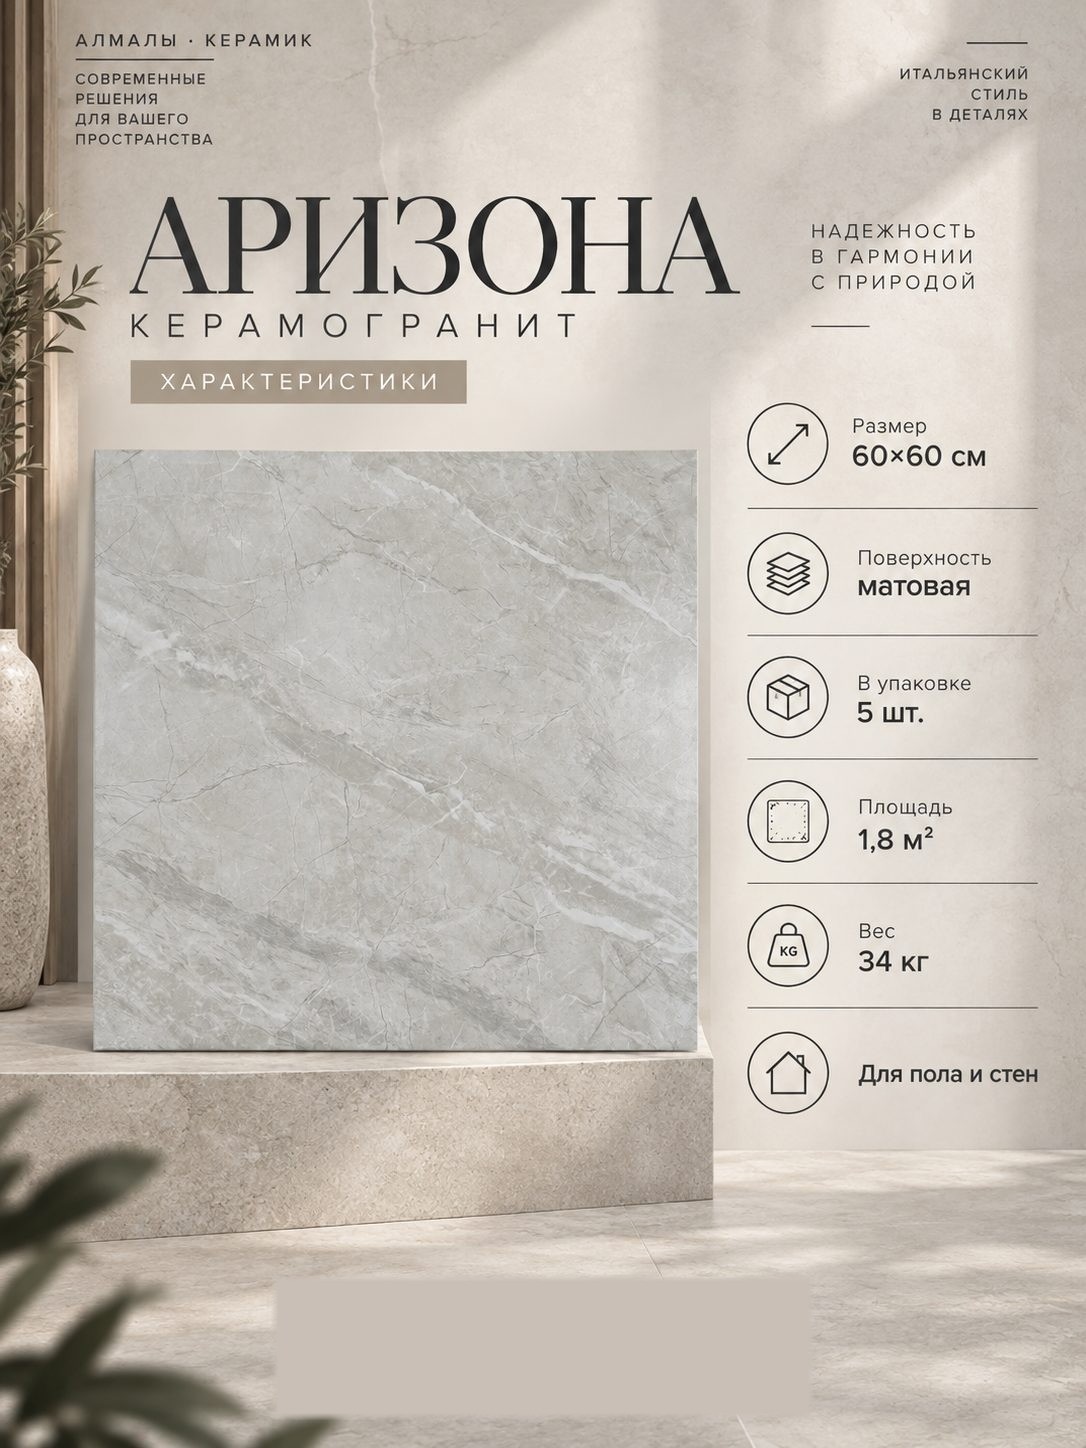 АЛМАЛЫ · КЕРАМИК
СОВРЕМЕННЫЕ
РЕШЕНИЯ
ДЛЯ ВАШЕГО
ПРОСТРАНСТВА
ИТАЛЬЯНСКИЙ
СТИЛЬ
В ДЕТАЛЯХ
АРИЗОНА
КЕРАМОГРАНИТ
ХАРАКТЕРИСТИКИ
НАДЕЖНОСТЬ
В ГАРМОНИИ
С ПРИРОДОЙ
Размер
60×60 см
Поверхность
матовая
В упаковке
5 шт.
Площадь
1,8 м²
KG
Вес
34 кг
Для пола и стен